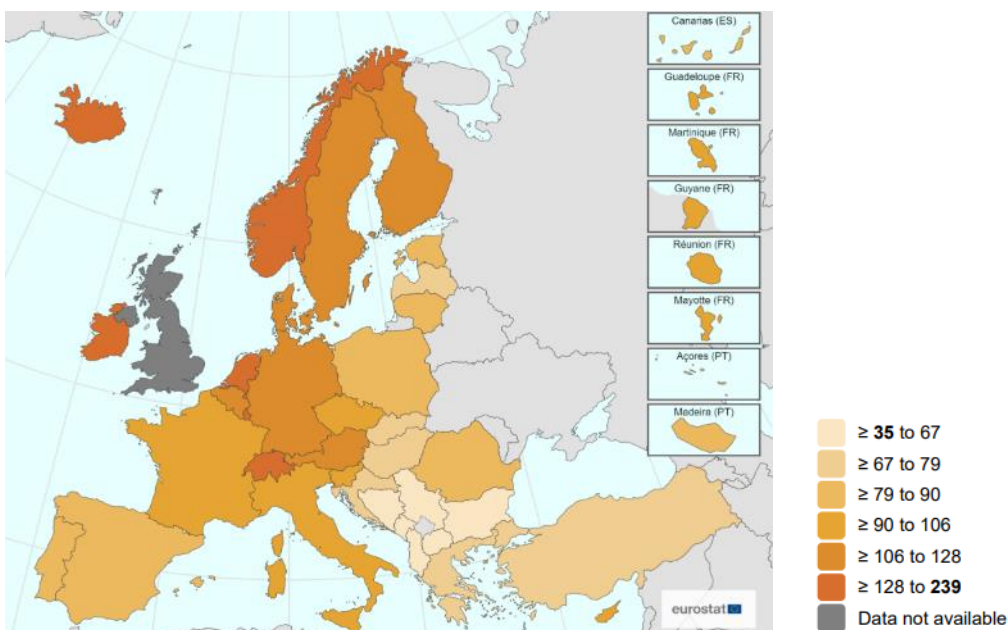 Canarias (ES)
Guadeloupe (FR)
Martinique (FR)
Guyane (FR)
Réunion (FR)
Mayotte (FR)
Açores (PT)
Madeira (PT)
eurostat
≥ 35 to 67
≥ 67 to 79
≥ 79 to 90
≥ 90 to 106
≥ 106 to 128
≥ 128 to 239
Data not available